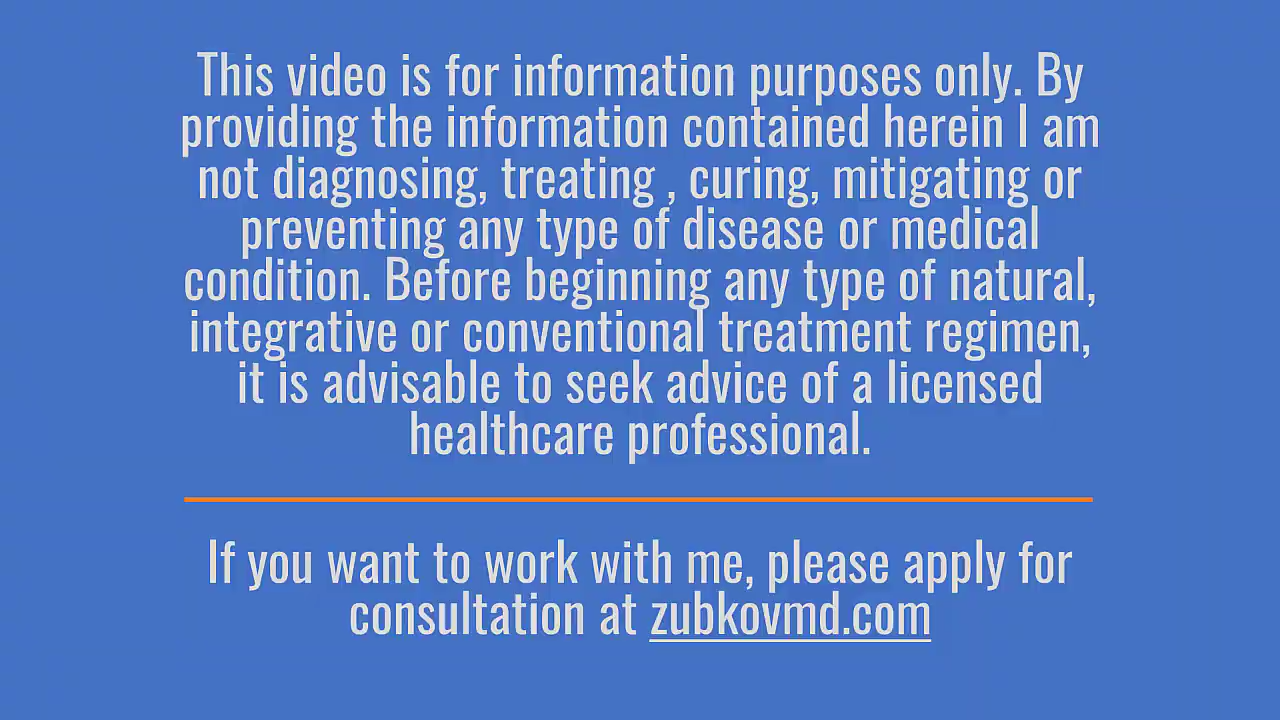 This video is for information purposes only. By
providing the information contained herein I am
not diagnosing, treating , curing, mitigating or
preventing any type of disease or medical
condition. Before beginning any type of natural,
integrative or conventional treatment regimen,
it is advisable to seek advice of a licensed
healthcare professional.
If you want to work with me, please apply for
consultation at zubkovmd.com